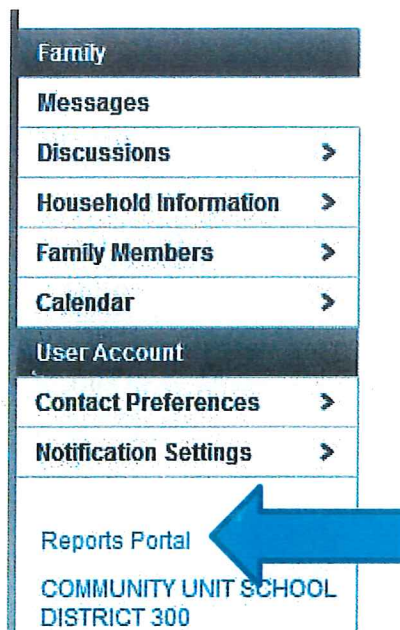 Family
Messages
Discussions >
Household Information >
Family Members >
Calendar >
User Account
Contact Preferences >
Notification Settings >
Reports Portal
COMMUNITY UNIT SCHOOL
DISTRICT 300